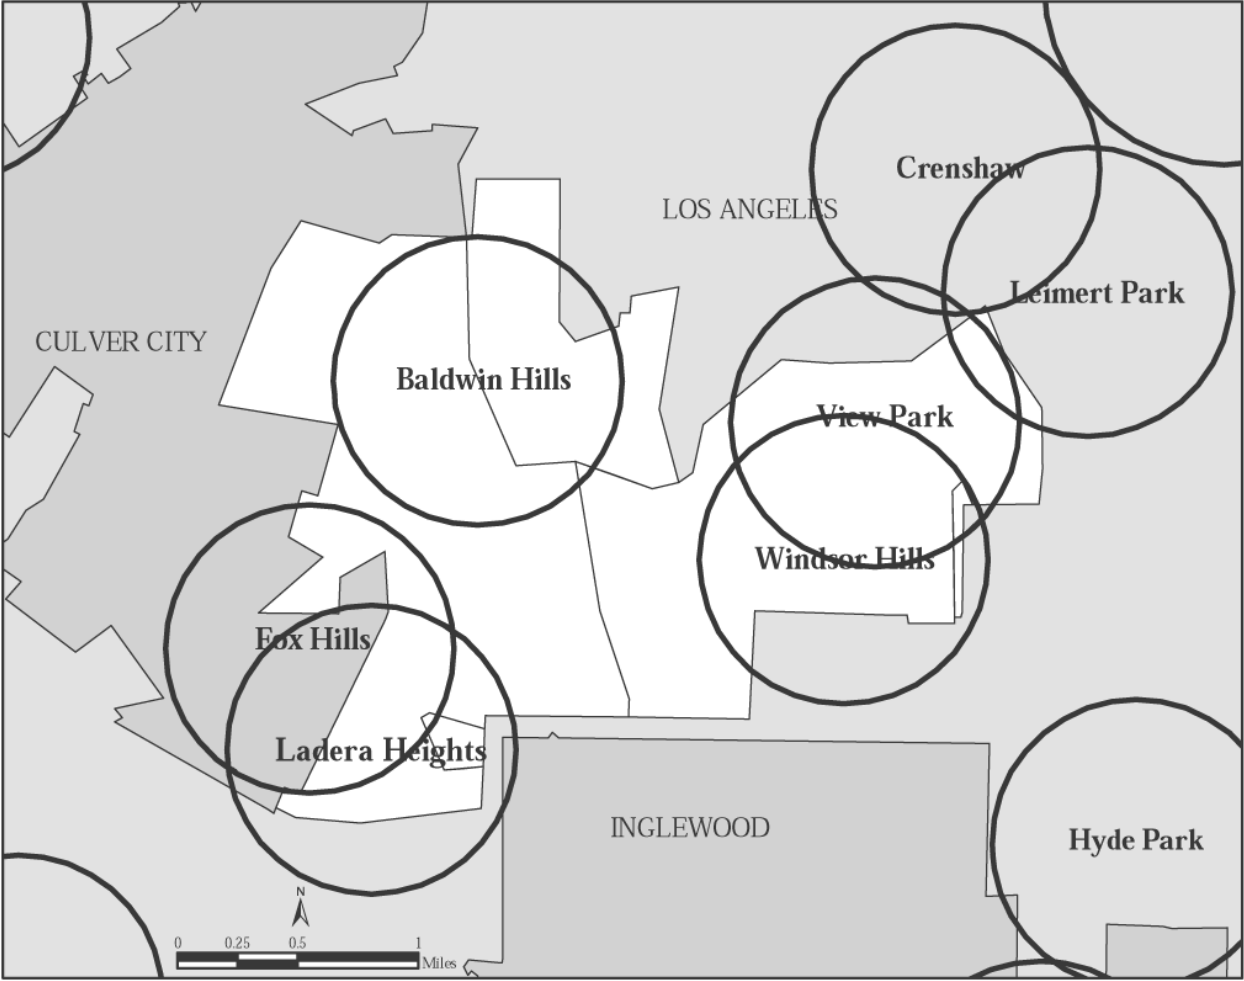 Crenshaw
LOS ANGELES
Leimert Park
CULVER CITY
Baldwin Hills
View Park
Windsor Hills
Fox Hills
Ladera Heights
INGLEWOOD
Hyde Park
N
0 0.25 0.5 1
Miles